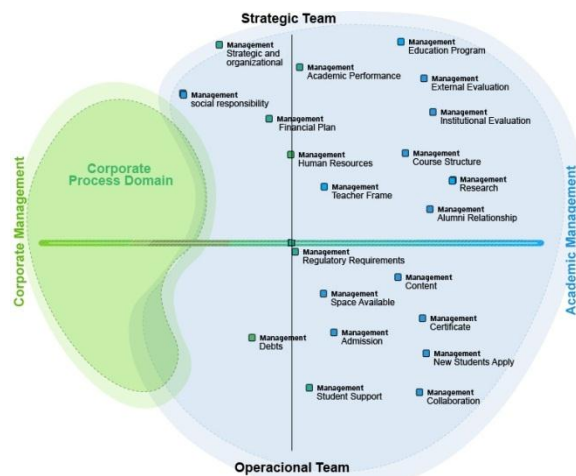 Strategic Team
Management
Strategic and
organizational
Management
Education Program
Management
Academic Performance
Management
External Evaluation
Management
social responsibility
Management
Institutional Evaluation
Management
Financial Plan
Management
Human Resources
Management
Course Structure
Corporate
Process Domain
Management
Teacher Frame
Management
Research
Management
Alumni Relationship
Corporate Management
Academic Management
Management
Regulatory Requirements
Management
Content
Management
Space Available
Management
Certificate
Management
Debts
Management
Admission
Management
New Students Apply
Management
Student Support
Management
Collaboration
Operacional Team